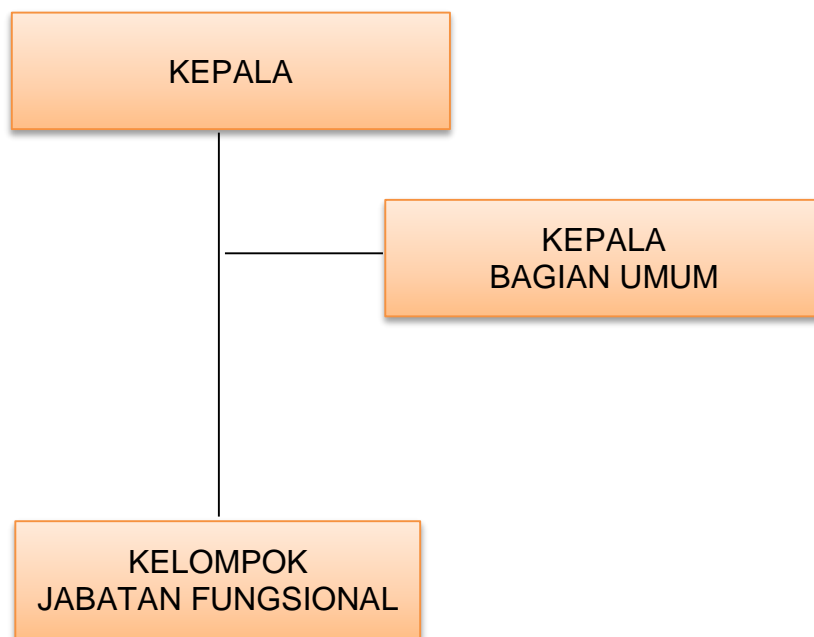 KEPALA
KEPALA
BAGIAN UMUM
KELOMPOK
JABATAN FUNGSIONAL